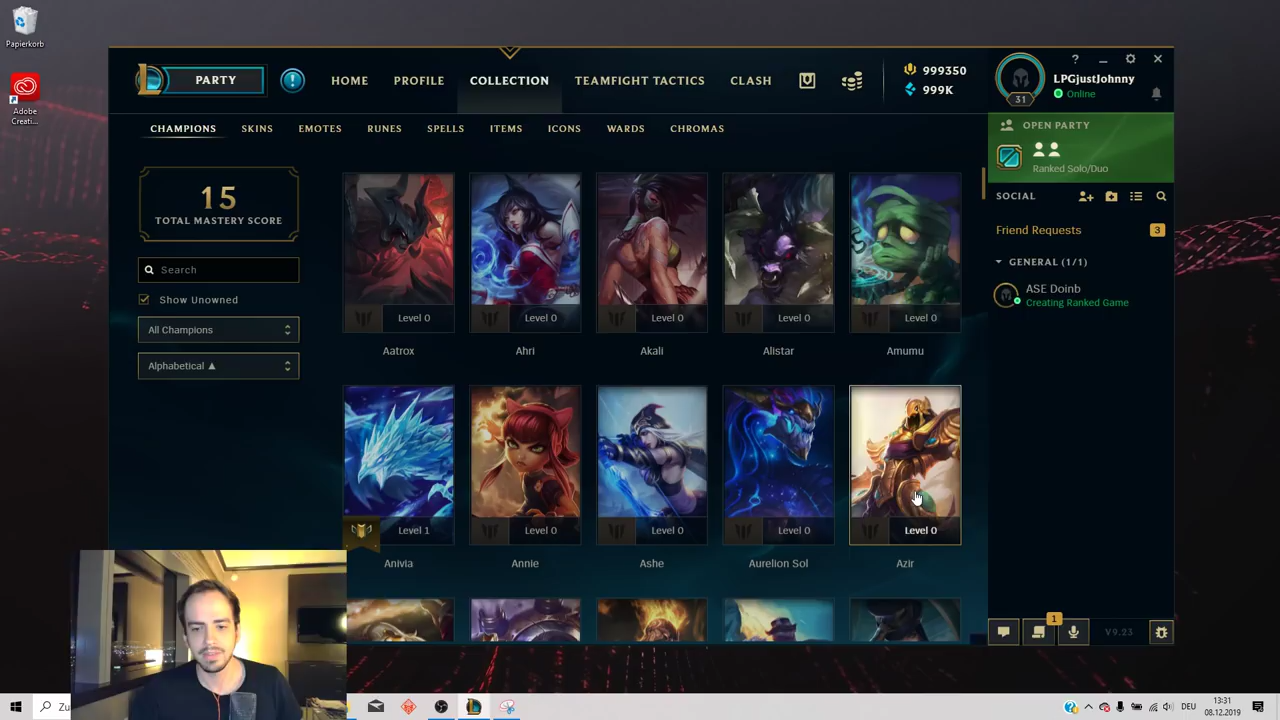 Papierkorb
Adobe
Creati...
PARTY
HOME
PROFILE
COLLECTION
TEAMFIGHT TACTICS
CLASH
999350
999K
?
31
LPGjustJohnny
Online
CHAMPIONS
SKINS
EMOTES
RUNES
SPELLS
ITEMS
ICONS
WARDS
CHROMAS
OPEN PARTY
Ranked Solo/Duo
15
TOTAL MASTERY SCORE
Search
Show Unowned
All Champions
Alphabetical ▲
Level 0
Level 0
Level 0
Level 0
Level 0
Aatrox
Ahri
Akali
Alistar
Amumu
Level 1
Level 0
Level 0
Level 0
Level 0
Anivia
Annie
Ashe
Aurelion Sol
Azir
SOCIAL
Friend Requests
3
GENERAL (1/1)
ASE Doinb
Creating Ranked Game
1
V9.23
Zu
DEU
13:31
08.12.2019